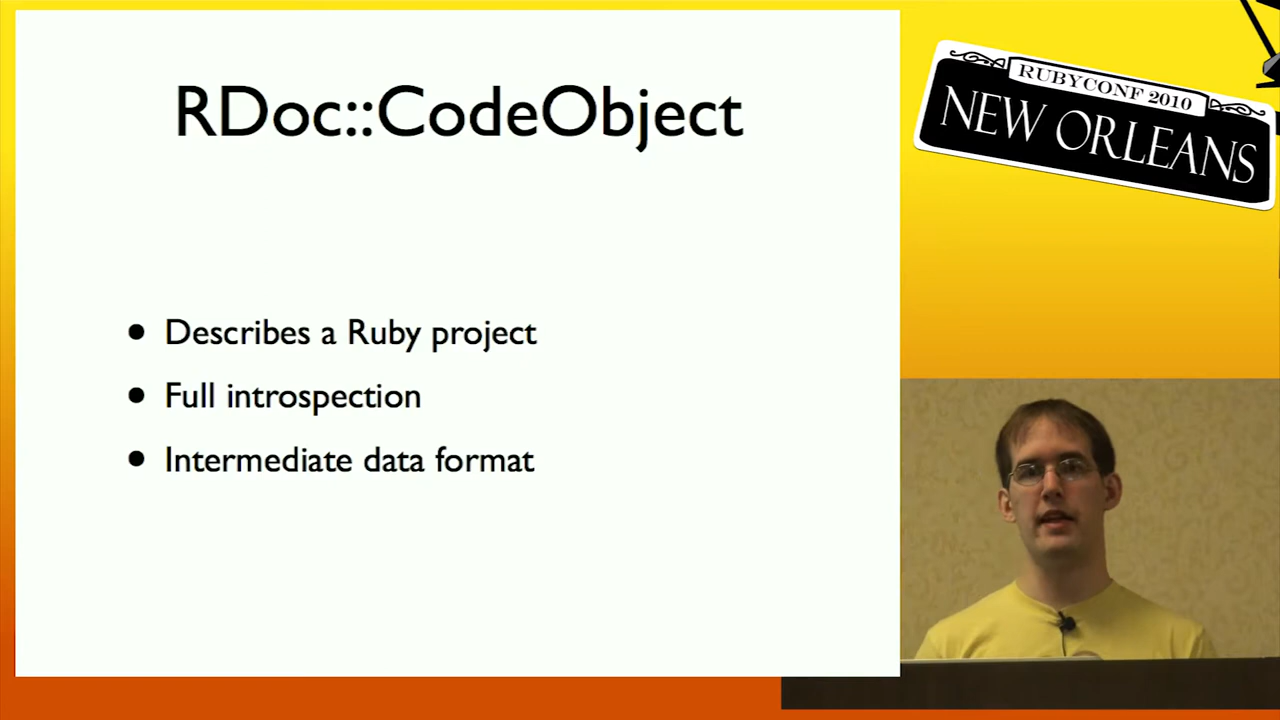 RDoc::CodeObject
• Describes a Ruby project
• Full introspection
• Intermediate data format
RUBYCONF 2010
NEW ORLEANS